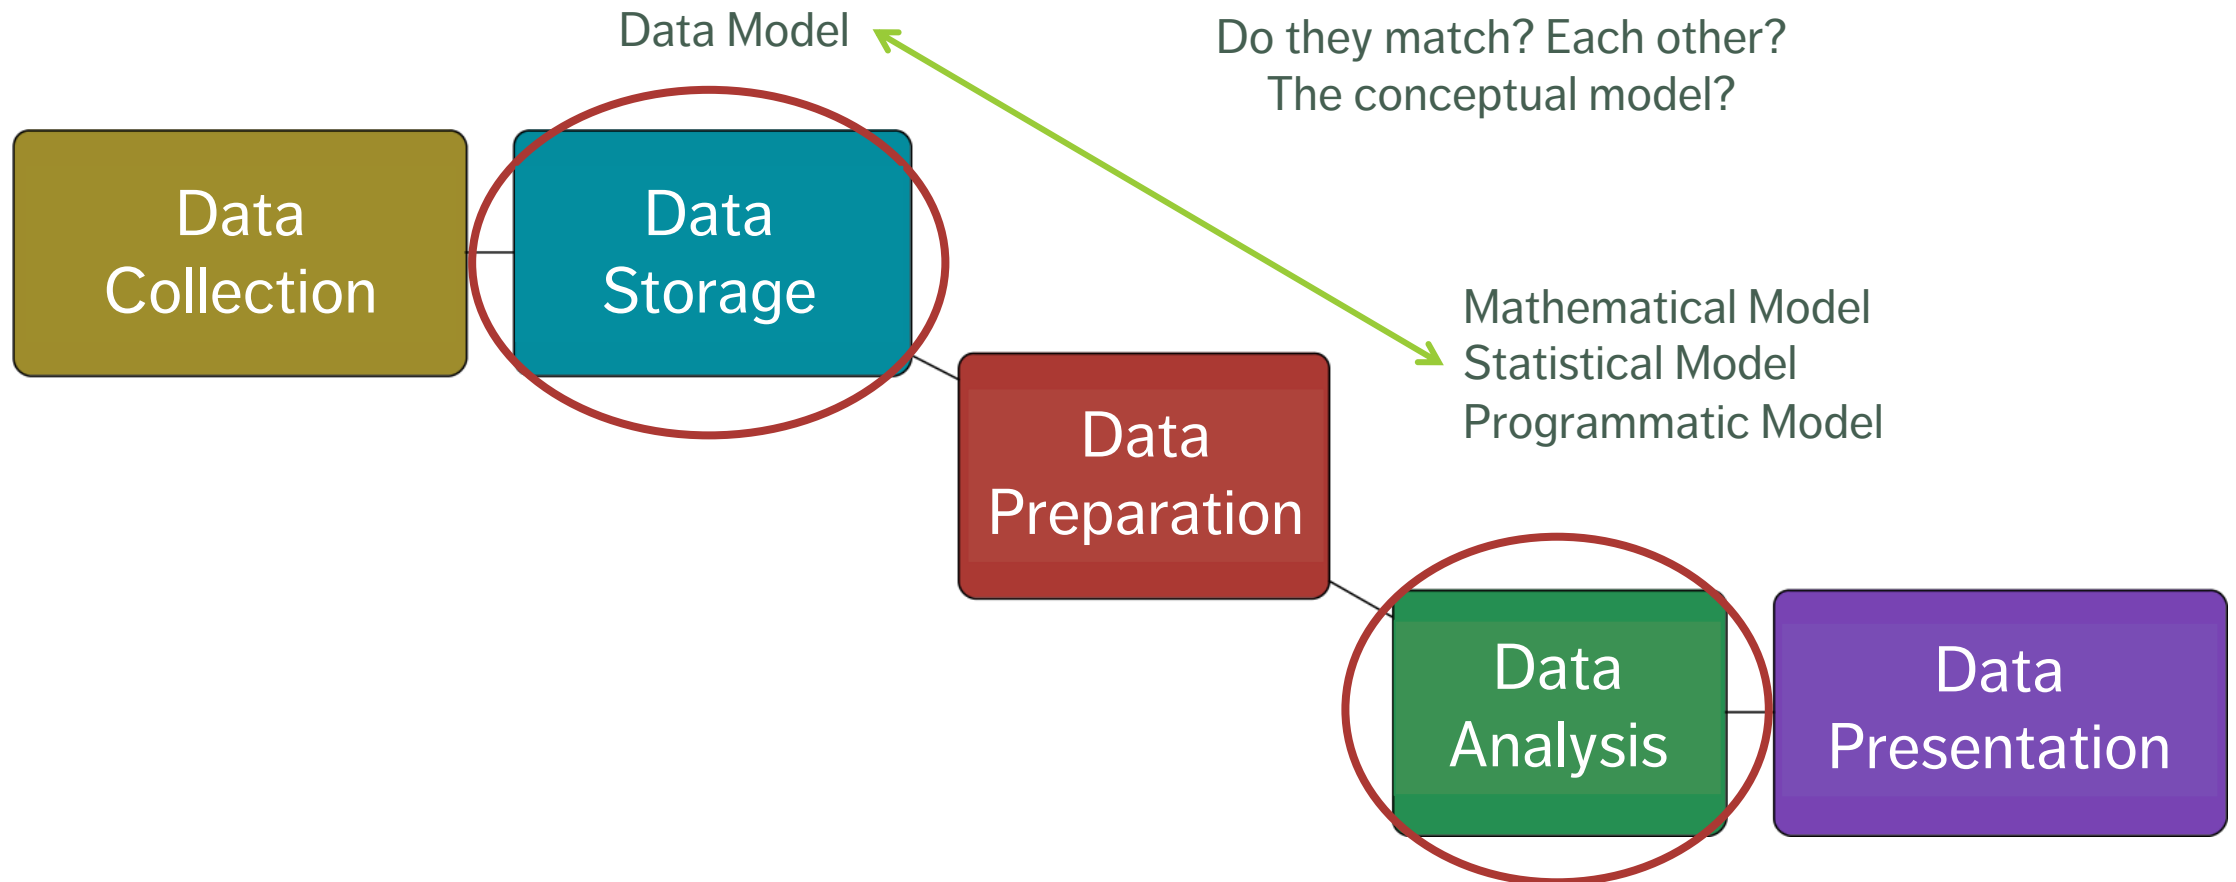 Data Model
Do they match? Each other?
The conceptual model?
Data
Collection
Data
Storage
Mathematical Model
Statistical Model
Programmatic Model
Data
Preparation
Data
Analysis
Data
Presentation